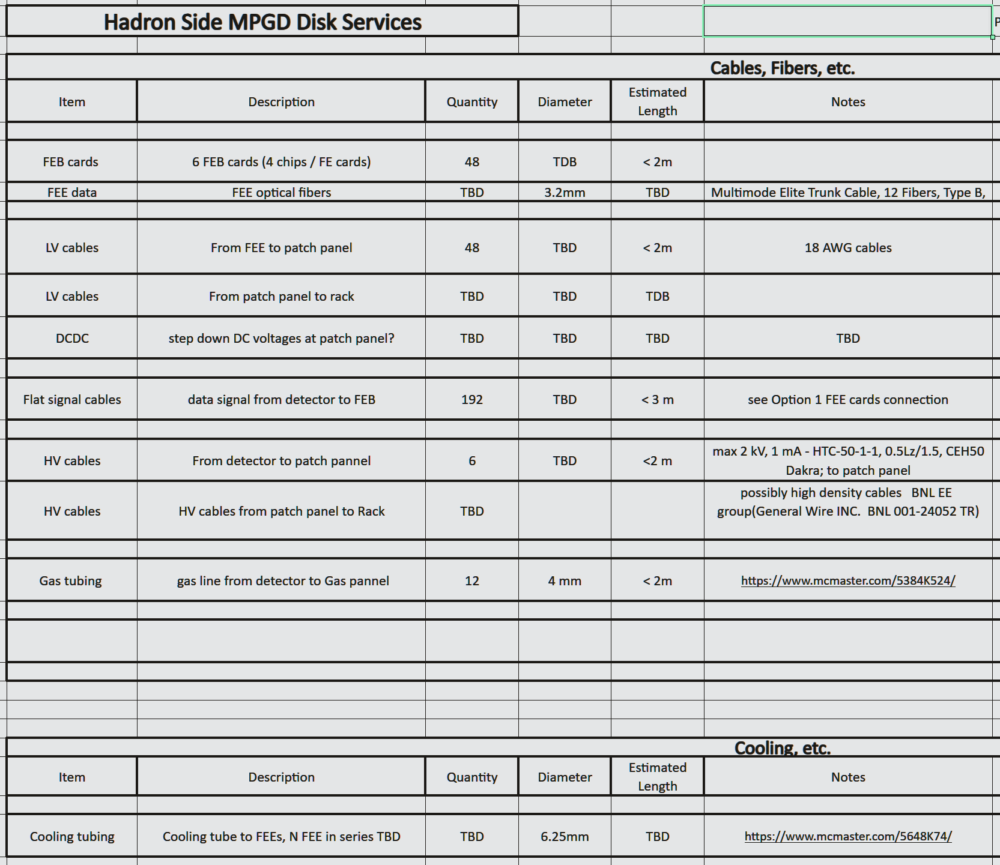 Hadron Side MPGD Disk Services
P
Cables, Fibers, etc.
Item Description Quantity Diameter Estimated Length Notes
FEB cards 6 FEB cards (4 chips / FE cards) 48 TDB < 2m
FEE data FEE optical fibers TBD 3.2mm TBD Multimode Elite Trunk Cable, 12 Fibers, Type B,
LV cables From FEE to patch panel 48 TBD < 2m 18 AWG cables
LV cables From patch panel to rack TBD TBD TDB
DCDC step down DC voltages at patch panel? TBD TBD TBD TBD
Flat signal cables data signal from detector to FEB 192 TBD < 3 m see Option 1 FEE cards connection
HV cables From detector to patch pannel 6 TBD <2 m max 2 kV, 1 mA - HTC-50-1-1, 0.5Lz/1.5, CEH50
Dakra; to patch panel
HV cables HV cables from patch panel to Rack TBD possibly high density cables BNL EE
group(General Wire INC. BNL 001-24052 TR)
Gas tubing gas line from detector to Gas pannel 12 4 mm < 2m https://www.mcmaster.com/5384K524/
Cooling, etc.
Item Description Quantity Diameter Estimated Length Notes
Cooling tubing Cooling tube to FEEs, N FEE in series TBD TBD 6.25mm TBD https://www.mcmaster.com/5648K74/